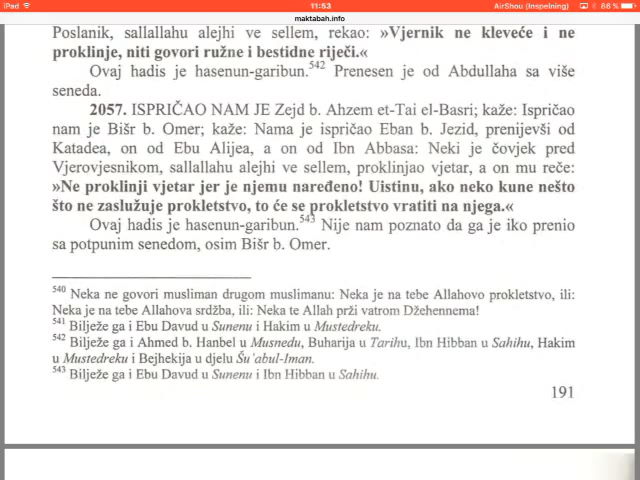 iPad
11:53
AirShou (Inspelning)
86 %
maktabah.info
Poslanik, sallallahu alejhi ve sellem, rekao: »Vjernik ne kleveće i ne
proklinje, niti govori ružne i bestidne riječi.«
Ovaj hadis je hasenun-garibun.542 Prenesen je od Abdullaha sa više
seneda.
2057. ISPRIČAO NAM JE Zejd b. Ahzem et-Tai el-Basri; kaže: Ispričao
nam je Bišr b. Omer; kaže: Nama je ispričao Eban b. Jezid, prenijevši od
Katadea, on od Ebu Alijea, a on od Ibn Abbasa: Neki je čovjek pred
Vjerovjesnikom, sallallahu alejhi ve sellem, proklinjao vjetar, a on mu reče:
»Ne proklinji vjetar jer je njemu naređeno! Uistinu, ako neko kune nešto
što ne zaslužuje prokletstvo, to će se prokletstvo vratiti na njega.«
Ovaj hadis je hasenun-garibun.543 Nije nam poznato da ga je iko prenio
sa potpunim senedom, osim Bišr b. Omer.
540 Neka ne govori musliman drugom muslimanu: Neka je na tebe Allahovo prokletstvo, ili:
Neka je na tebe Allahova srdžba, ili: Neka te Allah prži vatrom Džehennema!
541 Bilježe ga i Ebu Davud u Sunenu i Hakim u Mustedreku.
542 Bilježe ga i Ahmed b. Hanbel u Musnedu, Buharija u Tarihu, Ibn Hibban u Sahihu, Hakim
u Mustedreku i Bejhekija u djelu Šu'abul-Iman.
543 Bilježe ga i Ebu Davud u Sunenu i Ibn Hibban u Sahihu.
191